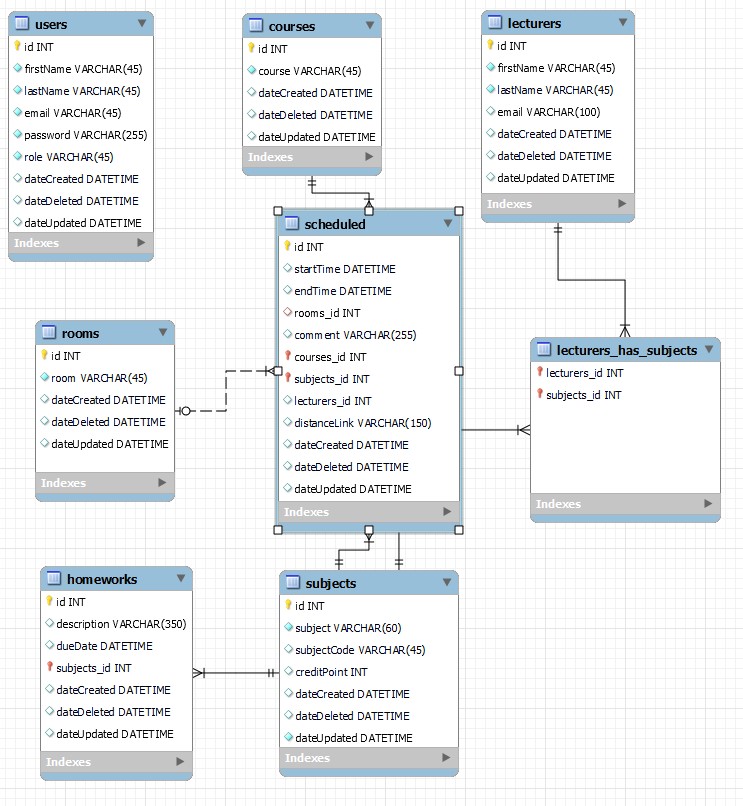 users
id INT
firstName VARCHAR(45)
lastName VARCHAR(45)
email VARCHAR(45)
password VARCHAR(255)
role VARCHAR(45)
dateCreated DATETIME
dateDeleted DATETIME
dateUpdated DATETIME
Indexes
courses
id INT
course VARCHAR(45)
dateCreated DATETIME
dateDeleted DATETIME
dateUpdated DATETIME
Indexes
lecturers
id INT
firstName VARCHAR(45)
lastName VARCHAR(45)
email VARCHAR(100)
dateCreated DATETIME
dateDeleted DATETIME
dateUpdated DATETIME
Indexes
scheduled
id INT
startTime DATETIME
endTime DATETIME
rooms_id INT
comment VARCHAR(255)
courses_id INT
subjects_id INT
lecturers_id INT
distanceLink VARCHAR(150)
dateCreated DATETIME
dateDeleted DATETIME
dateUpdated DATETIME
Indexes
rooms
id INT
room VARCHAR(45)
dateCreated DATETIME
dateDeleted DATETIME
dateUpdated DATETIME
Indexes
lecturers_has_subjects
lecturers_id INT
subjects_id INT
Indexes
homeworks
id INT
description VARCHAR(350)
dueDate DATETIME
subjects_id INT
dateCreated DATETIME
dateDeleted DATETIME
dateUpdated DATETIME
Indexes
subjects
id INT
subject VARCHAR(60)
subjectCode VARCHAR(45)
creditPoint INT
dateCreated DATETIME
dateDeleted DATETIME
dateUpdated DATETIME
Indexes